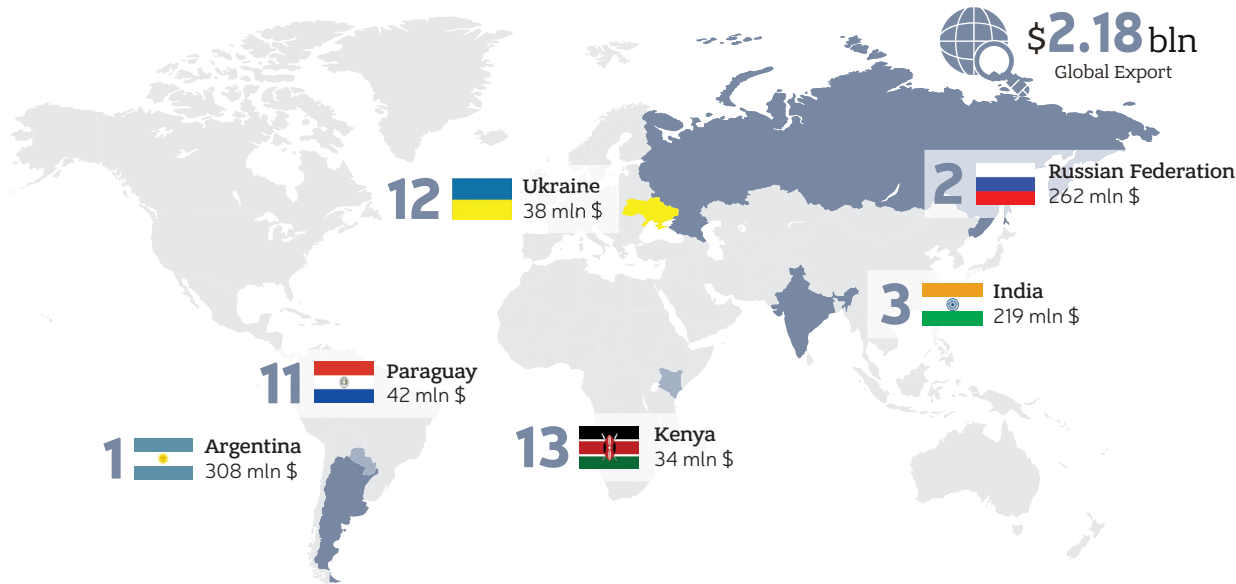 $2.18 bln
Global Export
12
Ukraine
38 mln $
2
Russian Federation
262 mln $
3
India
219 mln $
11
Paraguay
42 mln $
1
Argentina
308 mln $
13
Kenya
34 mln $